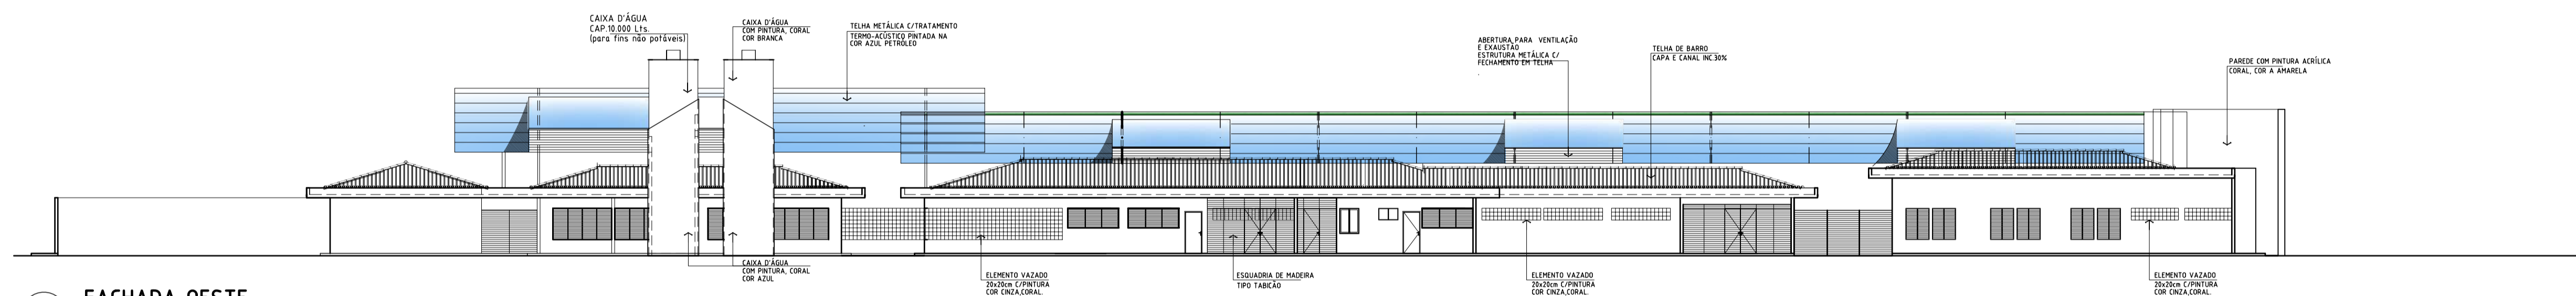 CAIXA D'ÁGUA
CAP.10.000 Lts.
(para fins não potáveis)
CAIXA D'ÁGUA
COM PINTURA, CORAL
COR BRANCA
TELHA METÁLICA C/TRATAMENTO
TERMO-ACÚSTICO PINTADA NA
COR AZUL PETRÓLEO
ABERTURA PARA VENTILAÇÃO
E EXAUSTÃO
ESTRUTURA METÁLICA C/
FECHAMENTO EM TELHA
.
TELHA DE BARRO
CAPA E CANAL INC.30%
PAREDE COM PINTURA ACRÍLICA
CORAL, COR A AMARELA
CAIXA D'ÁGUA
COM PINTURA, CORAL
COR AZUL
ELEMENTO VAZADO
20x20cm C/PINTURA
COR CINZA,CORAL.
ESQUADRIA DE MADEIRA
TIPO TABICÃO
ELEMENTO VAZADO
20x20cm C/PINTURA
COR CINZA,CORAL.
ELEMENTO VAZADO
20x20cm C/PINTURA
COR CINZA,CORAL.
FACHADA OESTE